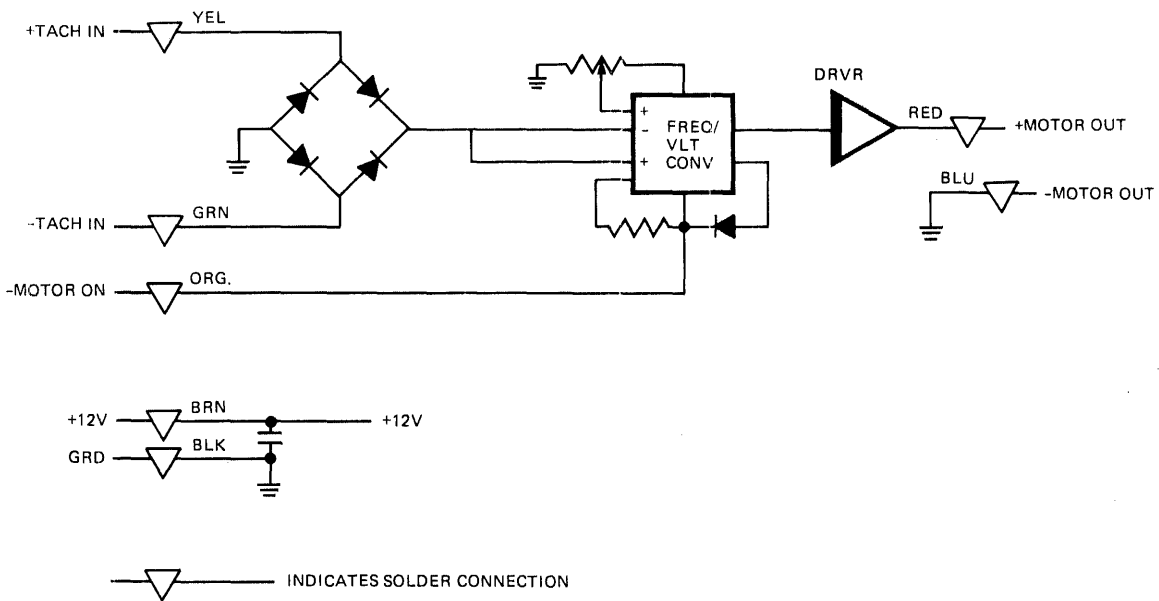 +TACH IN
YEL
DRVR
RED
+MOTOR OUT
+
-
+
FREQ/
VLT
CONV
BLU
-MOTOR OUT
-TACH IN
GRN
-MOTOR ON
ORG.
+12V
BRN
+12V
GRD
BLK
INDICATES SOLDER CONNECTION